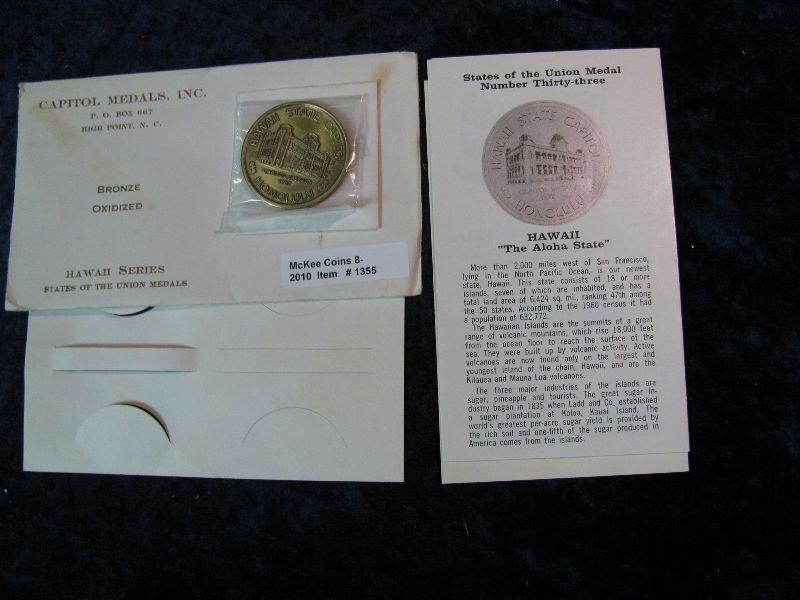 CAPITOL MEDALS, INC.
P. O. BOX 667
HIGH POINT, N. C.
BRONZE
OXIDIZED
HAWAII SERIES
STATES OF THE UNION MEDALS
HAWAII STATE CAPITOL
HONOLULU
McKee Coins 8-
2010 Item # 1355
States of the Union Medal
Number Thirty-three
HAWAII STATE CAPITOL
HONOLULU
HAWAII
"The Aloha State"
More than 2,000 miles west of San Francisco,
lying in the North Pacific Ocean, is our newest
state, Hawaii. This state consists of 18 or more
islands, seven of which are inhabited, and has a
total land area of 6,424 sq. mi., ranking 47th among
the 50 states. According to the 1960 census it had
a population of 632,772.
The Hawaiian Islands are the summits of a great
range of volcanic mountains, which rise 18,000 feet
from the ocean floor to reach the surface of the
sea. They were built up by volcanic activity. Active
volcanoes are now found only on the largest and
youngest island of the chain, Hawaii, and are the
Kilauea and Mauna Loa volcanoes.
The three major industries of the islands are
sugar, pineapple and tourists. The great sugar in-
dustry began in 1835 when Ladd and Co. established
a sugar plantation at Koloa, Kauai Island. The
world's greatest per-acre sugar yield is provided by
the rich soil and one-fifth of the sugar produced in
America comes from the islands.